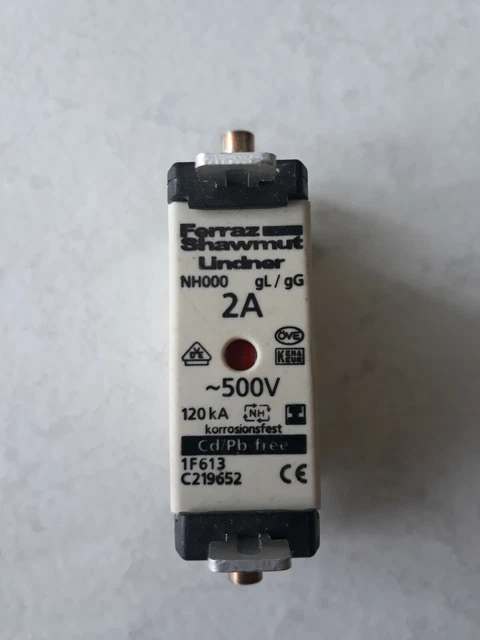 Ferraz
Shawmut
Lindner
NH000 gL / gG
2A
ÖVE
VDE
KEMA
KEUR
~500V
120 kA NH
korrosionsfest
Cd/Pb free
1F613
C219652 CE